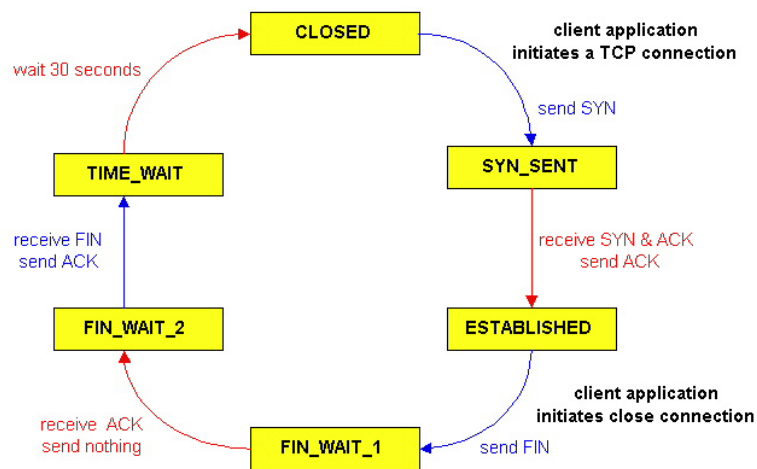 CLOSED
client application
initiates a TCP connection
wait 30 seconds
send SYN
TIME_WAIT
SYN_SENT
receive FIN
send ACK
receive SYN & ACK
send ACK
FIN_WAIT_2
ESTABLISHED
client application
initiates close connection
receive ACK
send nothing
FIN_WAIT_1
send FIN